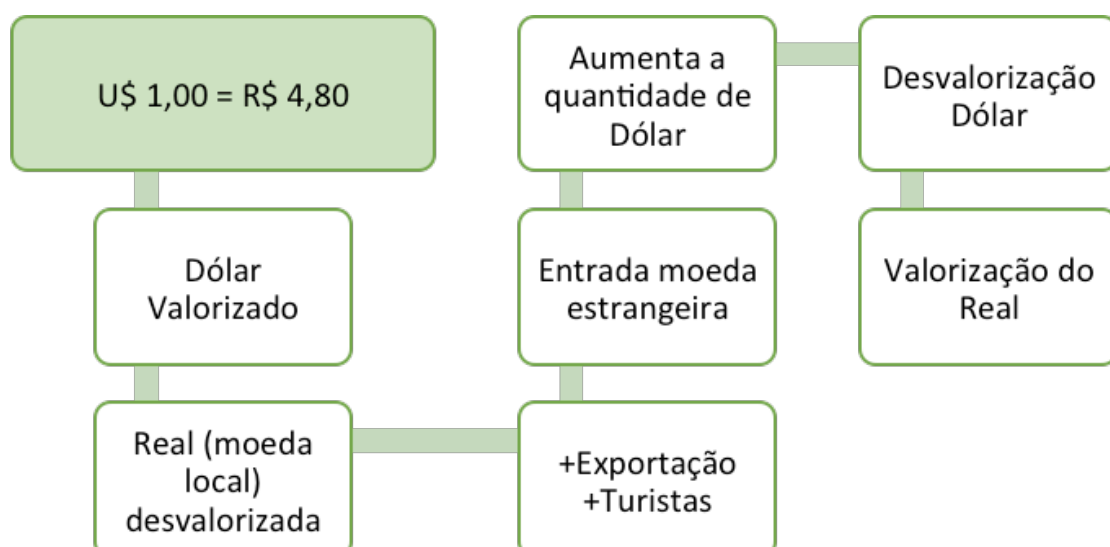 U$ 1,00 = R$ 4,80
Dólar
Valorizado
Real (moeda
local)
desvalorizada
+Exportação
+Turistas
Entrada moeda
estrangeira
Aumenta a
quantidade de
Dólar
Desvalorização
Dólar
Valorização do
Real